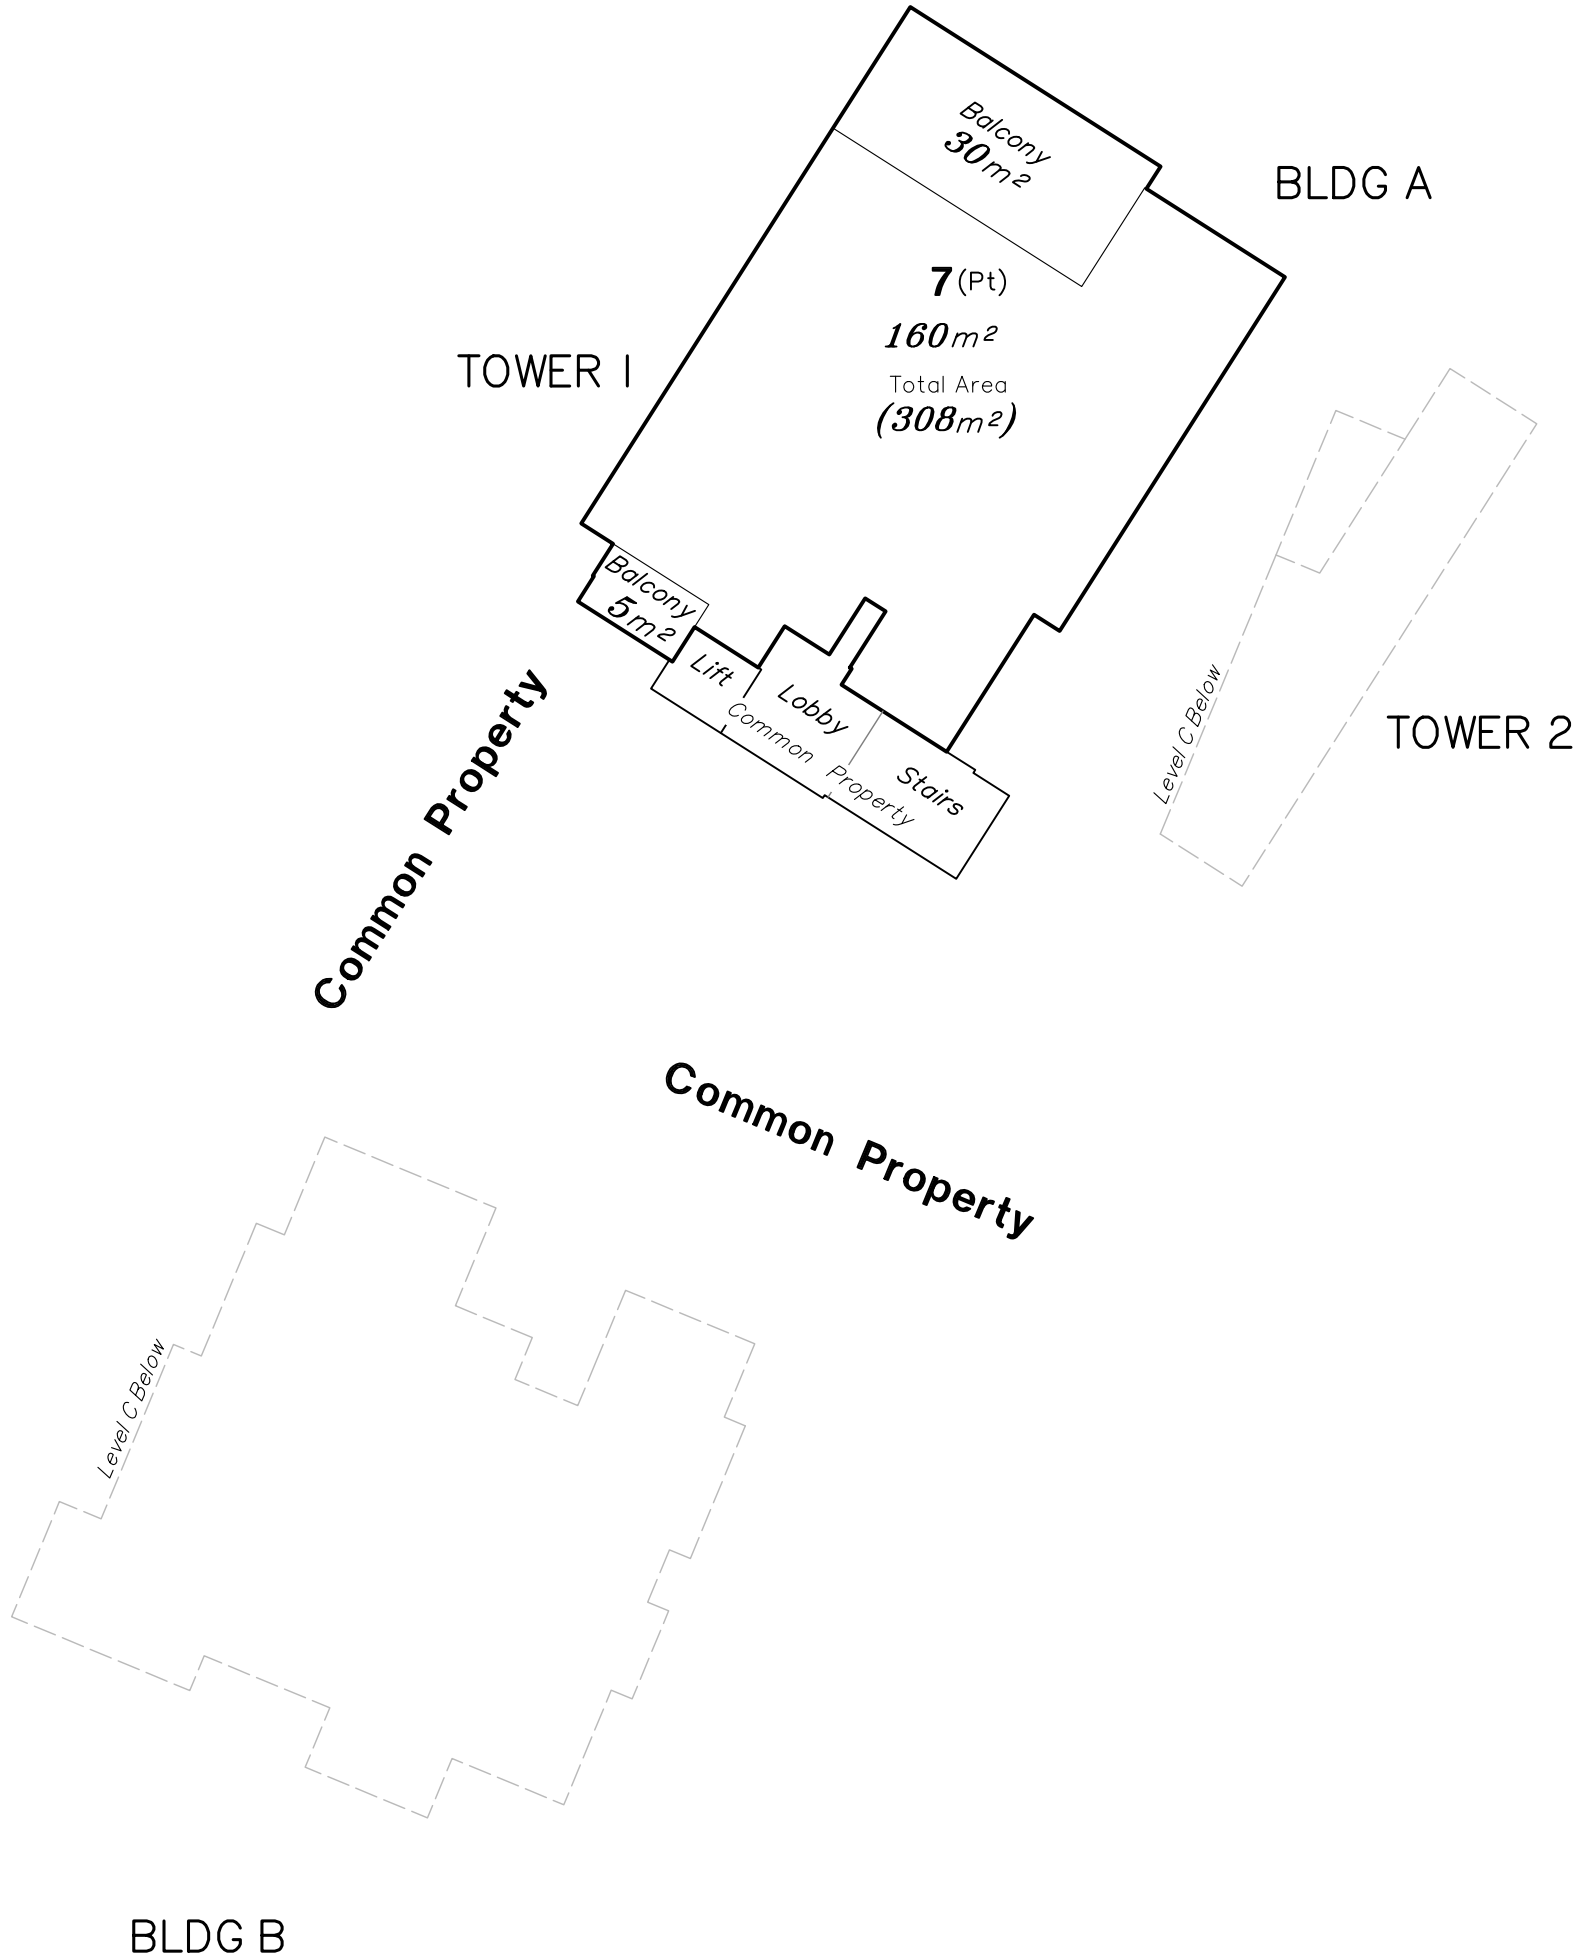 Balcony
30m²
BLDG A
7 (Pt)
160m²
Total Area
(308m²)
TOWER 1
Balcony
5m²
Lift
Lobby
Stairs
Common Property
Level C Below
TOWER 2
Common Property
Common Property
Level C Below
BLDG B